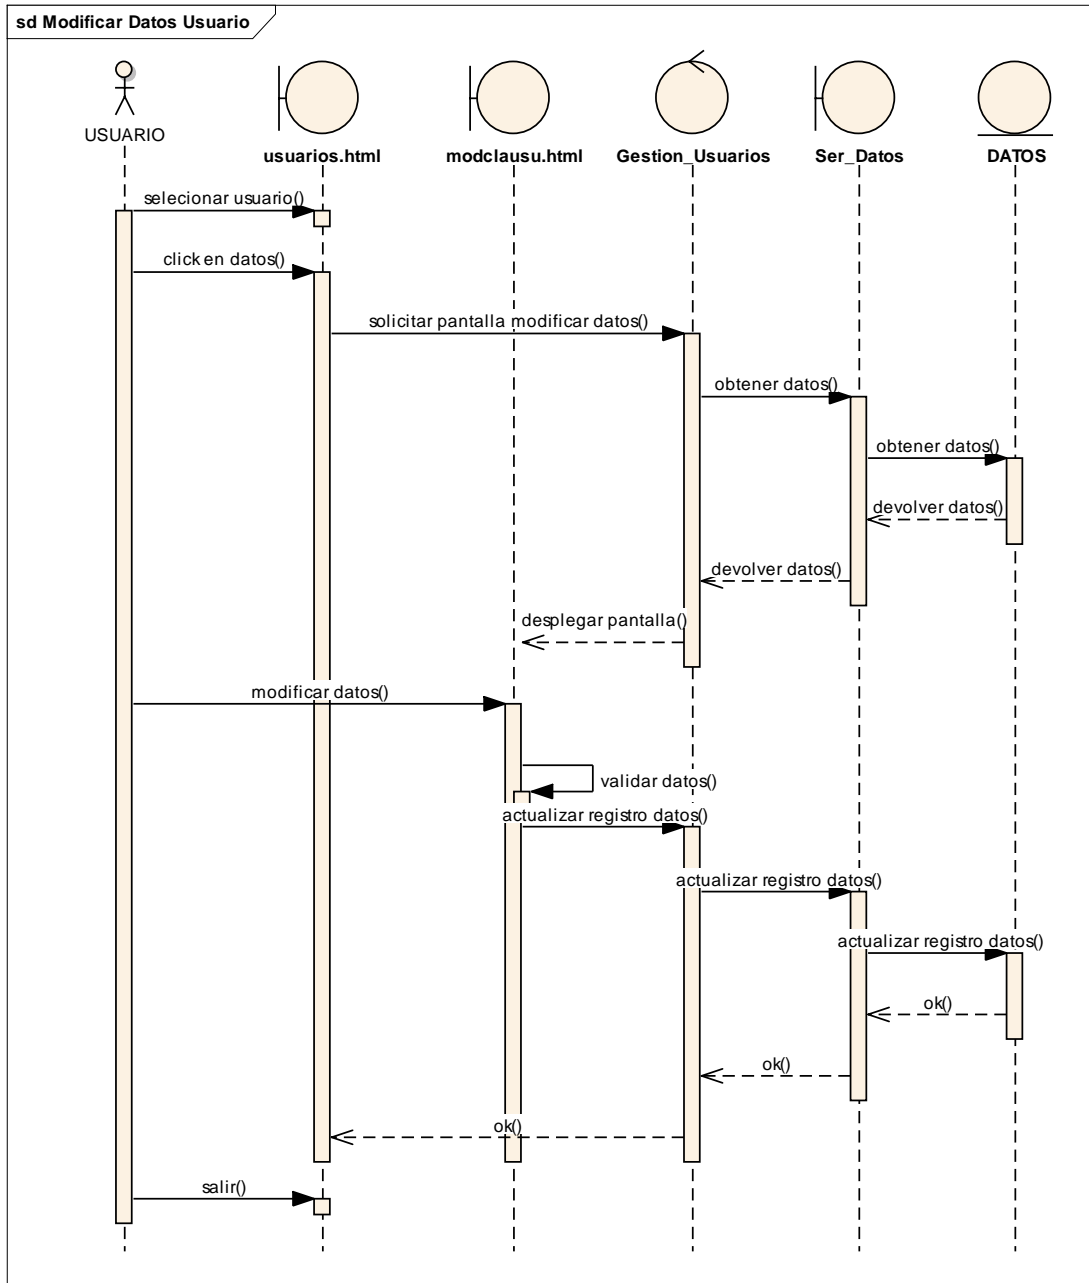 sd Modificar Datos Usuario
USUARIO
usuarios.html
modclausu.html
Gestion_Usuarios
Ser_Datos
DATOS
selecionar usuario()
click en datos()
solicitar pantalla modificar datos()
obtener datos()
obtener datos()
devolver datos()
devolver datos()
desplegar pantalla()
modificar datos()
validar datos()
actualizar registro datos()
actualizar registro datos()
actualizar registro datos()
ok()
ok()
ok()
salir()